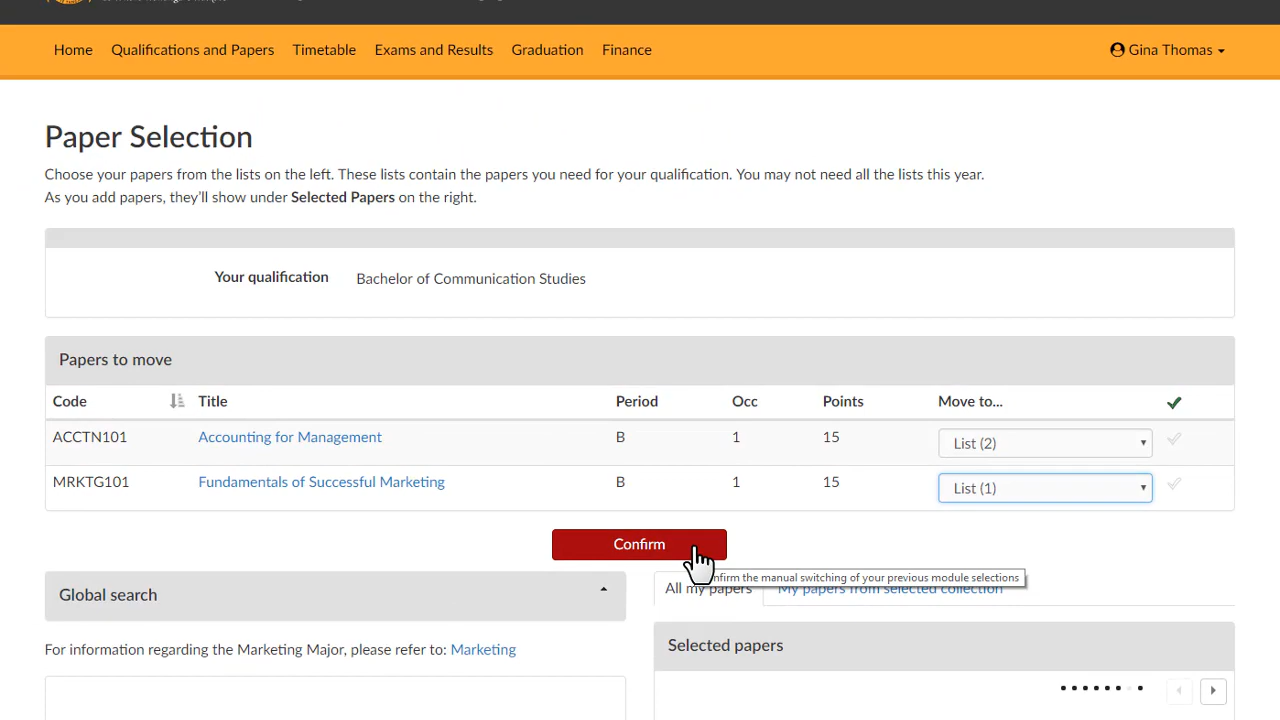 Home Qualifications and Papers Timetable Exams and Results Graduation Finance Gina Thomas
Paper Selection
Choose your papers from the lists on the left. These lists contain the papers you need for your qualification. You may not need all the lists this year.
As you add papers, they'll show under Selected Papers on the right.
Your qualification Bachelor of Communication Studies
Papers to move
Code Title Period Occ Points Move to...
ACCTN101 Accounting for Management B 1 15 List (2)
MRKTG101 Fundamentals of Successful Marketing B 1 15 List (1)
Confirm
nfirm the manual switching of your previous module selections
All my papers My papers from selected collection
Global search
For information regarding the Marketing Major, please refer to: Marketing
Selected papers